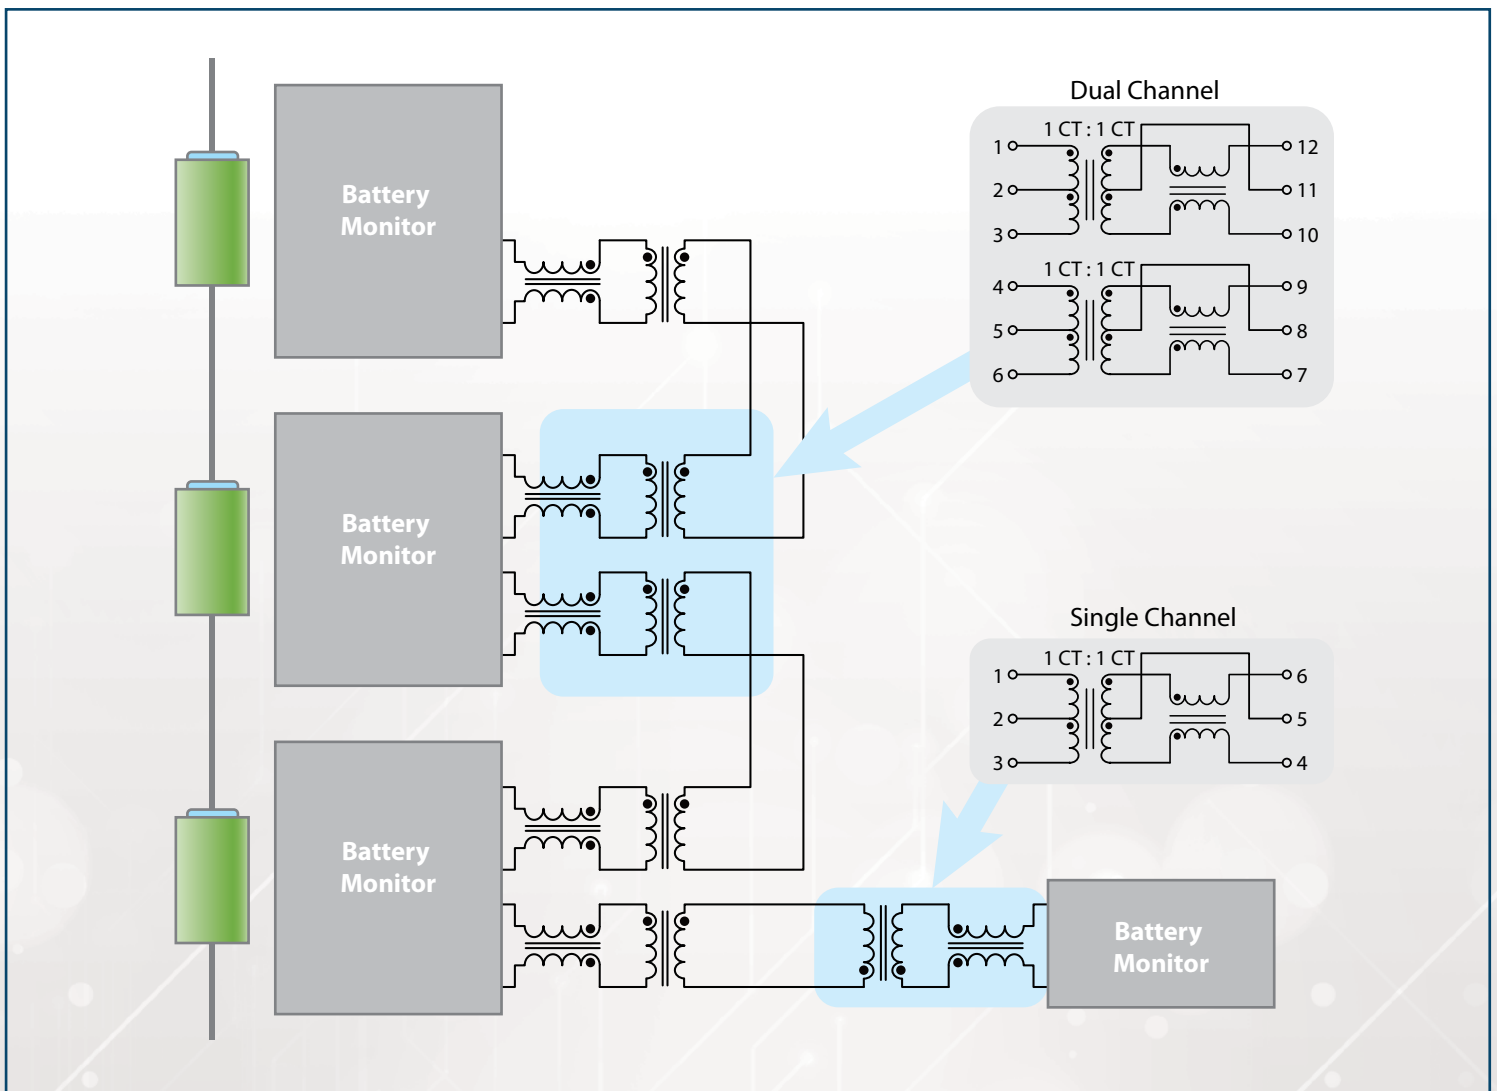 Battery
Monitor
Battery
Monitor
Battery
Monitor
Battery
Monitor
Dual Channel
1 CT : 1 CT
1
2
3
12
11
10
1 CT : 1 CT
4
5
6
9
8
7
Single Channel
1 CT : 1 CT
1
2
3
6
5
4